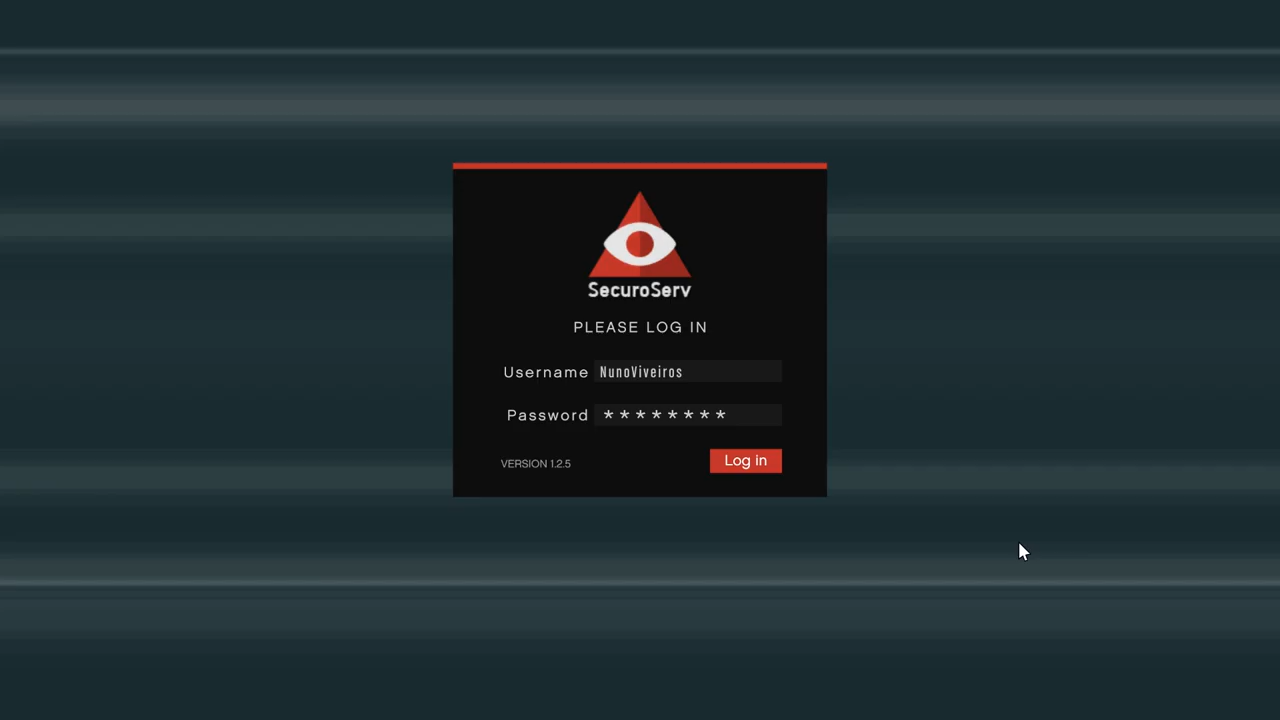 SecuroServ
PLEASE LOG IN
Username NunoViveiros
Password ********
VERSION 1.2.5 Log in